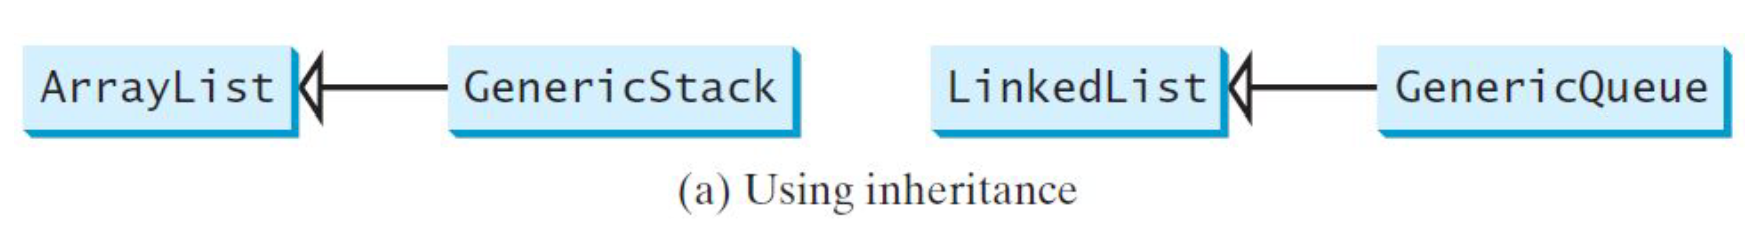 ArrayList GenericStack LinkedList GenericQueue
(a) Using inheritance